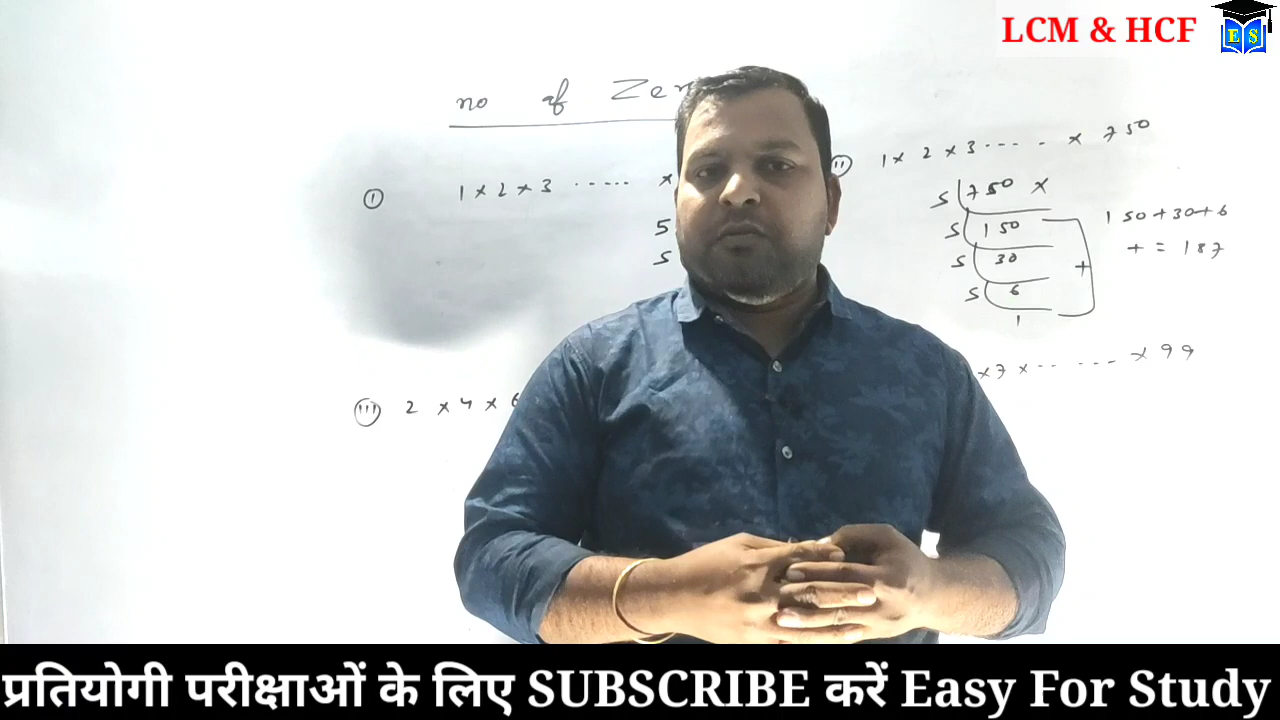 LCM & HCF
E S
no of Zer
(i) 1 x 2 x 3 ...... x
5
5
(ii) 1 x 2 x 3 ..... x 750
5 750 x
5 150
5 30
5 6
1
+
150+30+6
+ = 187
(iii) 2 x 4 x 6
x 7 x ...... x 99
प्रतियोगी परीक्षाओं के लिए SUBSCRIBE करें Easy For Study